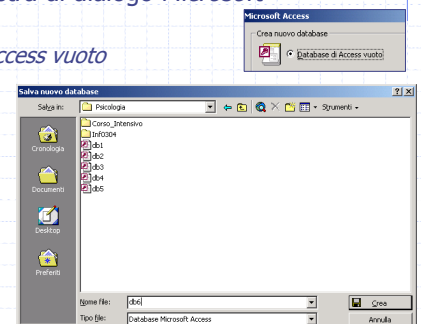 Microsoft
Microsoft Access
Crea nuovo database
Database di Access vuoto
ccess vuoto
Salva nuovo database
Salva in:
Psicologia
Strumenti
Cronologia
Documenti
Desktop
Preferiti
Corso_Intensivo
Inf0304
db1
db2
db3
db4
db5
Nome file:
db6
Crea
Tipo file:
Database Microsoft Access
Annulla